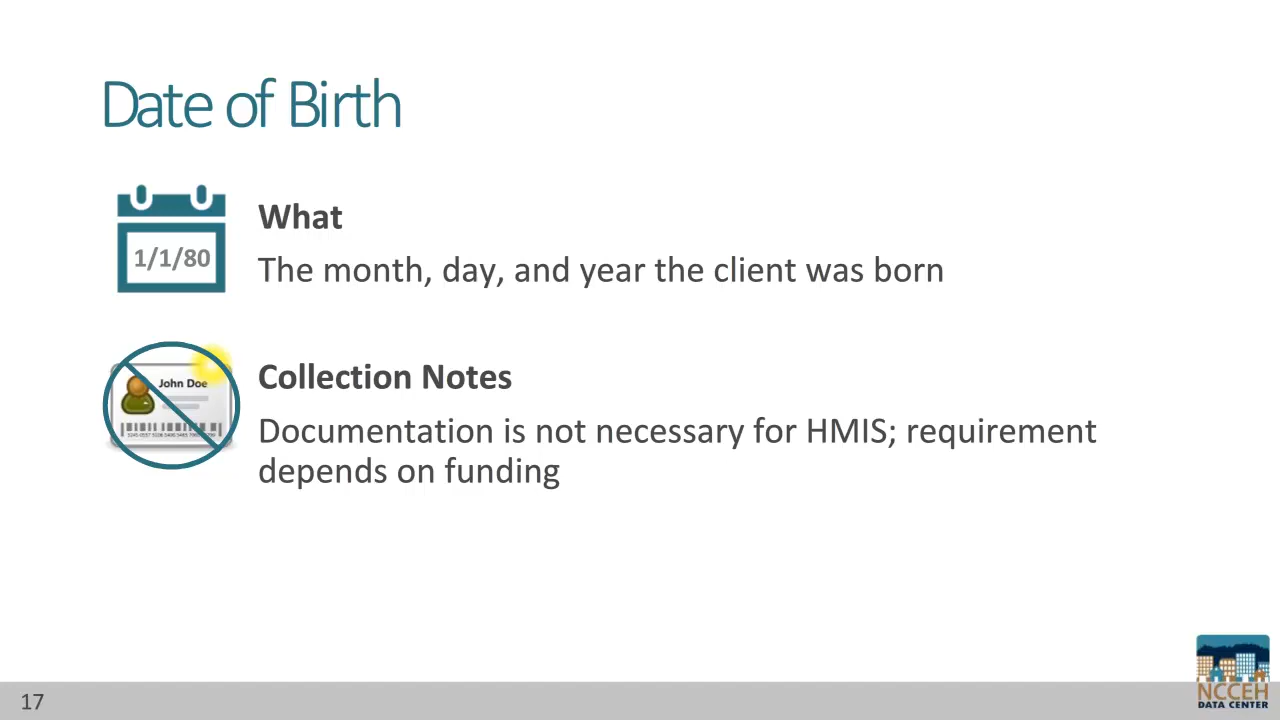 Date of Birth
What
1/1/80
The month, day, and year the client was born
John Doe
Collection Notes
Documentation is not necessary for HMIS; requirement
depends on funding
NCCEH
DATA CENTER
17